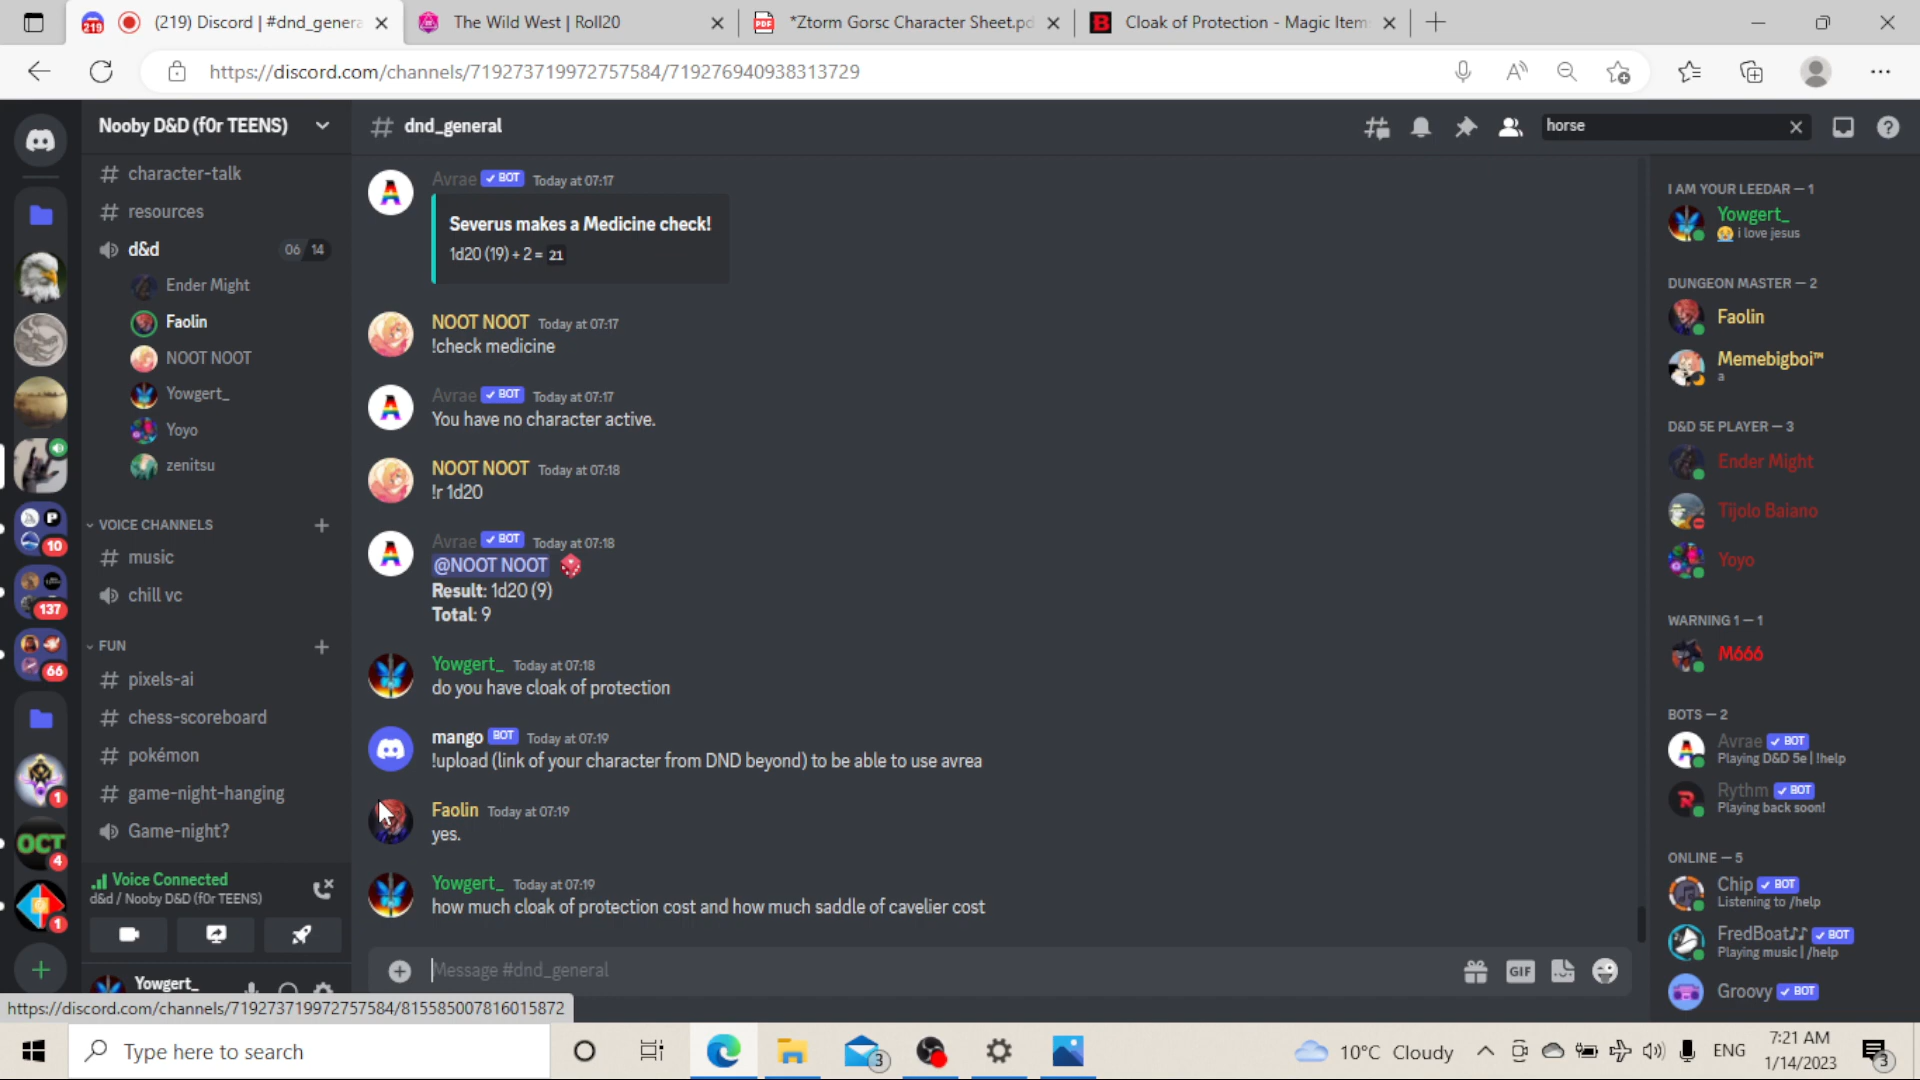 219
(219) Discord | #dnd_genera
The Wild West | Roll20
*Ztorm Gorsc Character Sheet.pd
Cloak of Protection - Magic Item
https://discord.com/channels/719273719972757584/719276940938313729
Nooby D&D (f0r TEENS)
character-talk
resources
d&d
06 14
Ender Might
Faolin
NOOT NOOT
Yowgert_
Yoyo
zenitsu
VOICE CHANNELS
music
chill vc
FUN
pixels-ai
chess-scoreboard
pokémon
game-night-hanging
Game-night?
Voice Connected
d&d / Nooby D&D (f0r TEENS)
Yowgert_
10
137
66
1
OCT
4
1
# dnd_general
horse
Avrae ✓ BOT Today at 07:17
Severus makes a Medicine check!
1d20 (19) + 2 = 21
NOOT NOOT Today at 07:17
!check medicine
Avrae ✓ BOT Today at 07:17
You have no character active.
NOOT NOOT Today at 07:18
!r 1d20
Avrae ✓ BOT Today at 07:18
@NOOT NOOT
Result: 1d20 (9)
Total: 9
Yowgert_ Today at 07:18
do you have cloak of protection
mango BOT Today at 07:19
!upload (link of your character from DND beyond) to be able to use avrea
Faolin Today at 07:19
yes.
Yowgert_ Today at 07:19
how much cloak of protection cost and how much saddle of cavelier cost
Message #dnd_general
GIF
I AM YOUR LEEDAR — 1
Yowgert_
i love jesus
DUNGEON MASTER — 2
Faolin
Memebigboi™
a
D&D 5E PLAYER — 3
Ender Might
Tijolo Baiano
Yoyo
WARNING 1 — 1
M666
BOTS — 2
Avrae ✓ BOT
Playing D&D 5e | !help
Rythm ✓ BOT
Playing back soon!
ONLINE — 5
Chip ✓ BOT
Listening to /help
FredBoat♪♪ ✓ BOT
Playing music | /help
Groovy ✓ BOT
https://discord.com/channels/719273719972757584/815585007816015872
Type here to search
3
10°C Cloudy
ENG
7:21 AM
1/14/2023
3